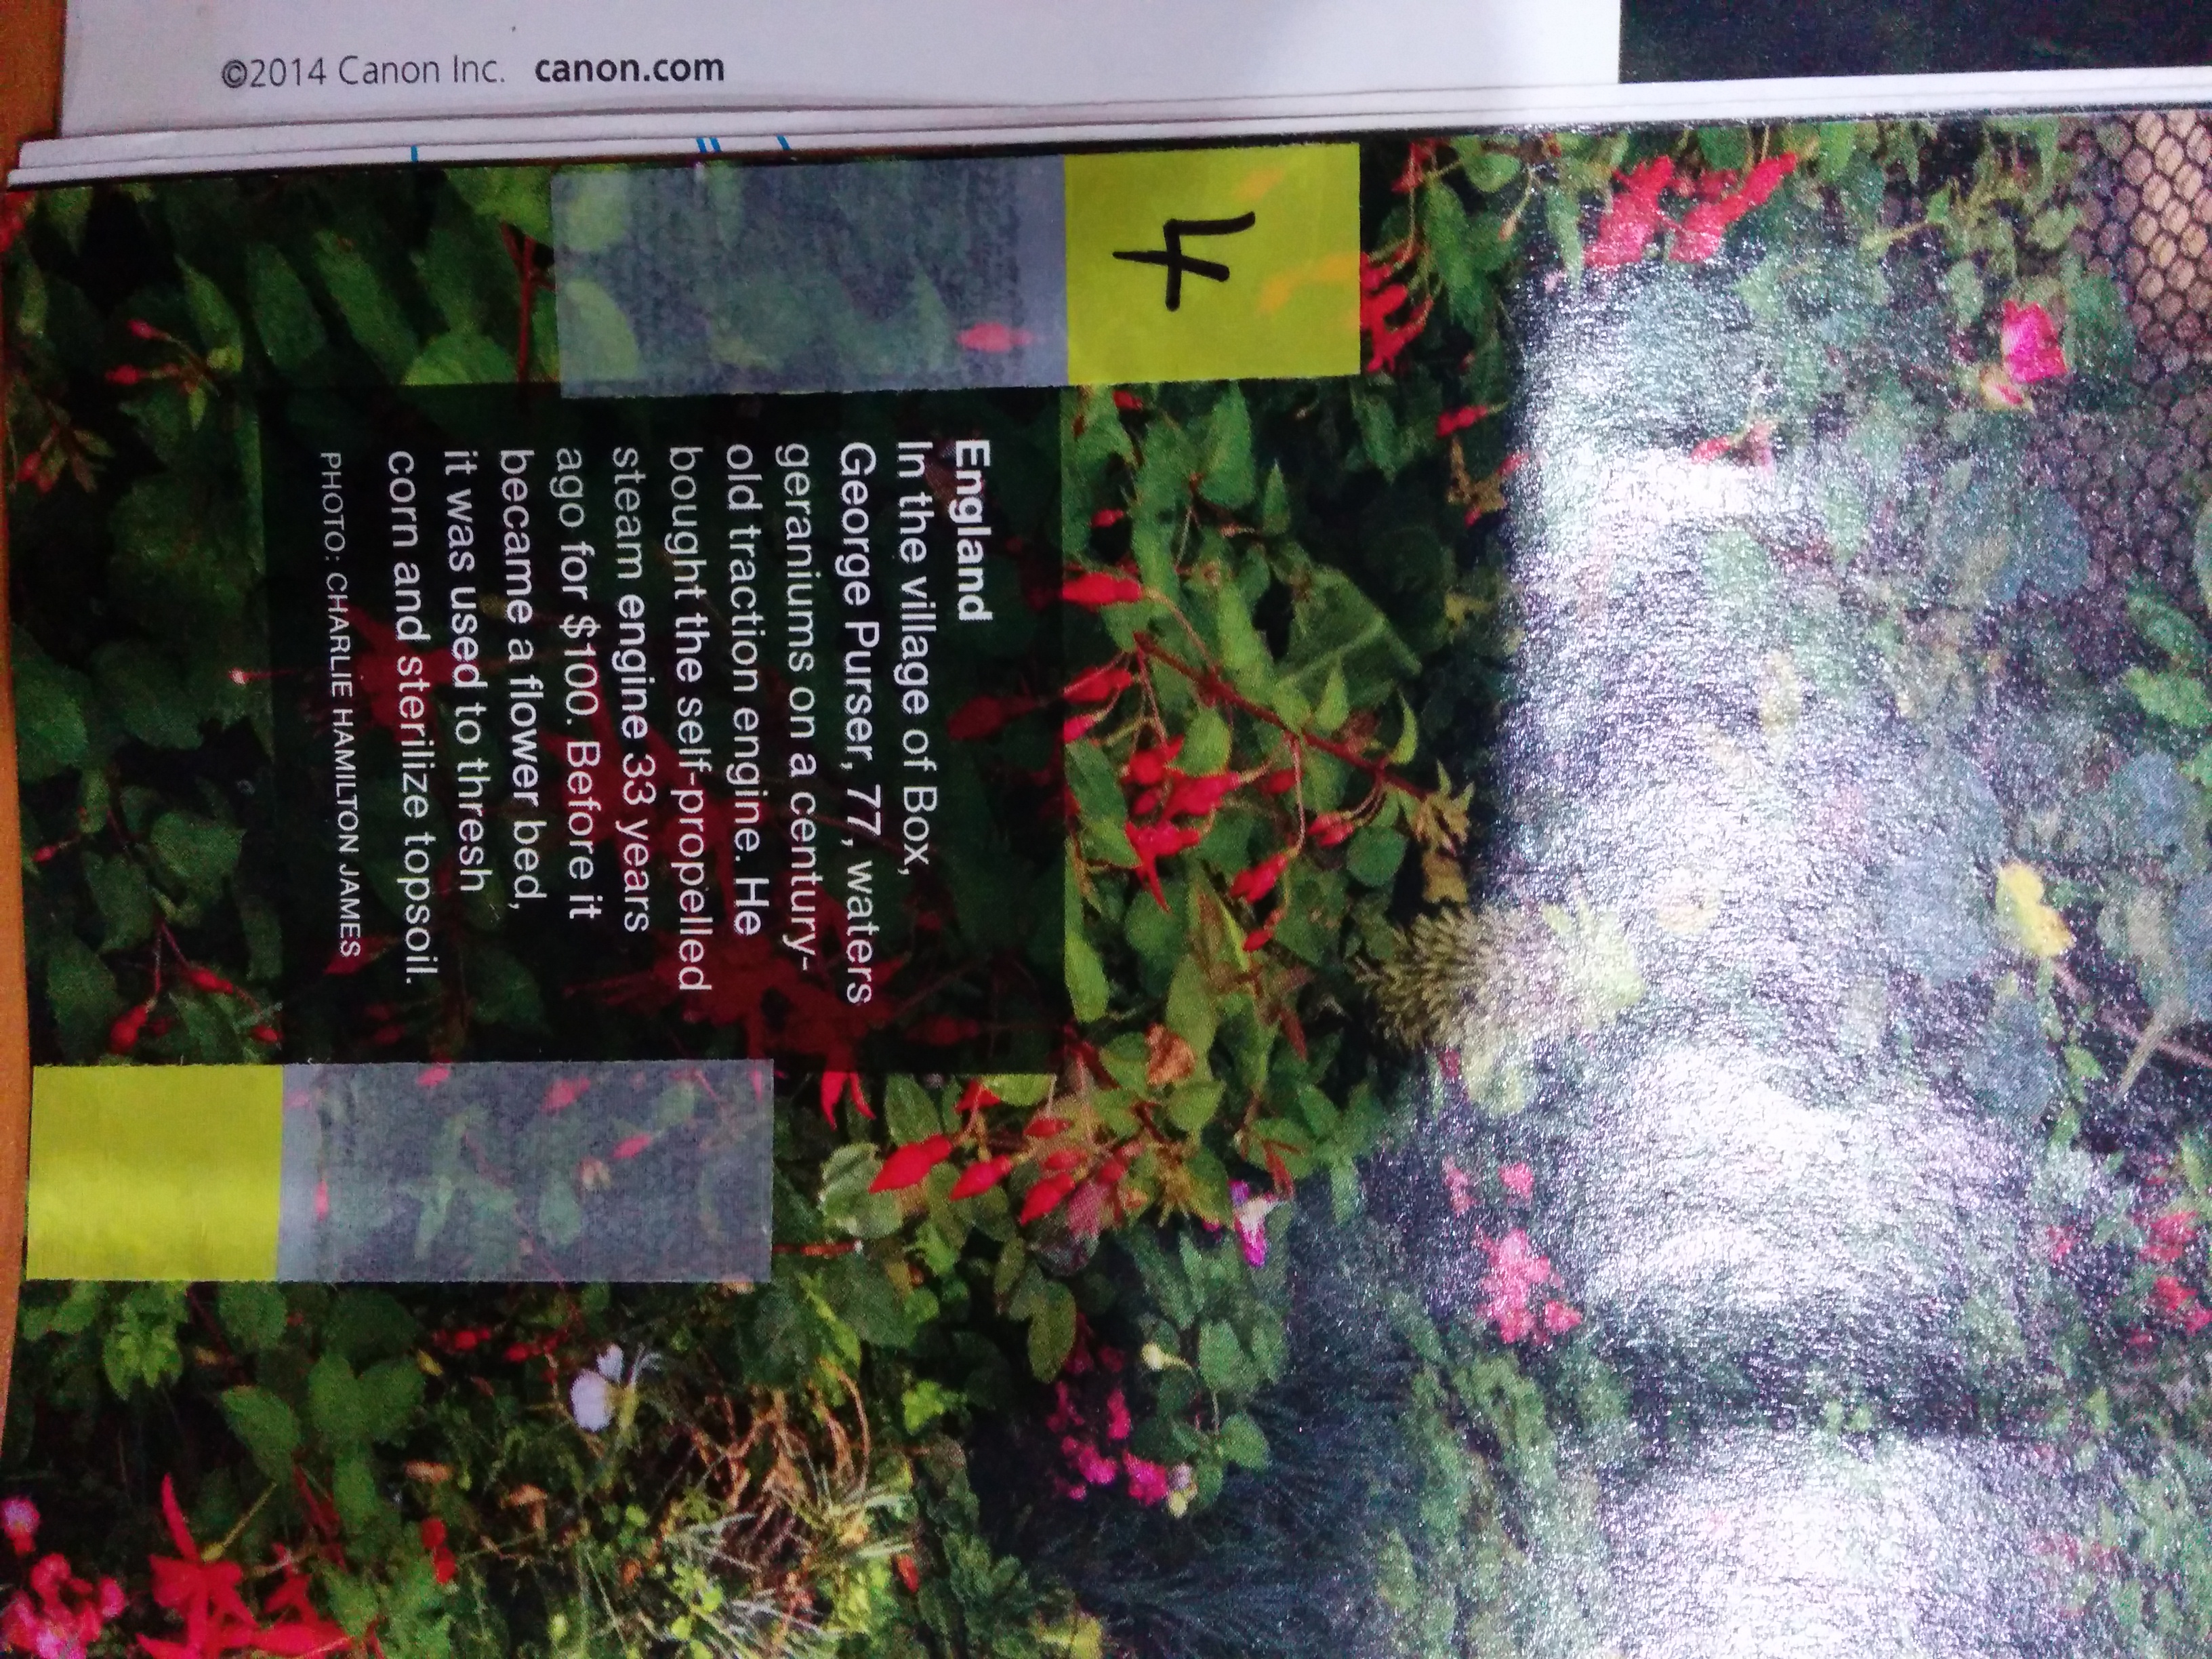 ©2014 Canon Inc. canon.com
4
England
In the village of Box,
George Purser, 77, waters
geraniums on a century-
old traction engine. He
bought the self-propelled
steam engine 33 years
ago for $100. Before it
became a flower bed,
it was used to thresh
corn and sterilize topsoil.
PHOTO: CHARLIE HAMILTON JAMES